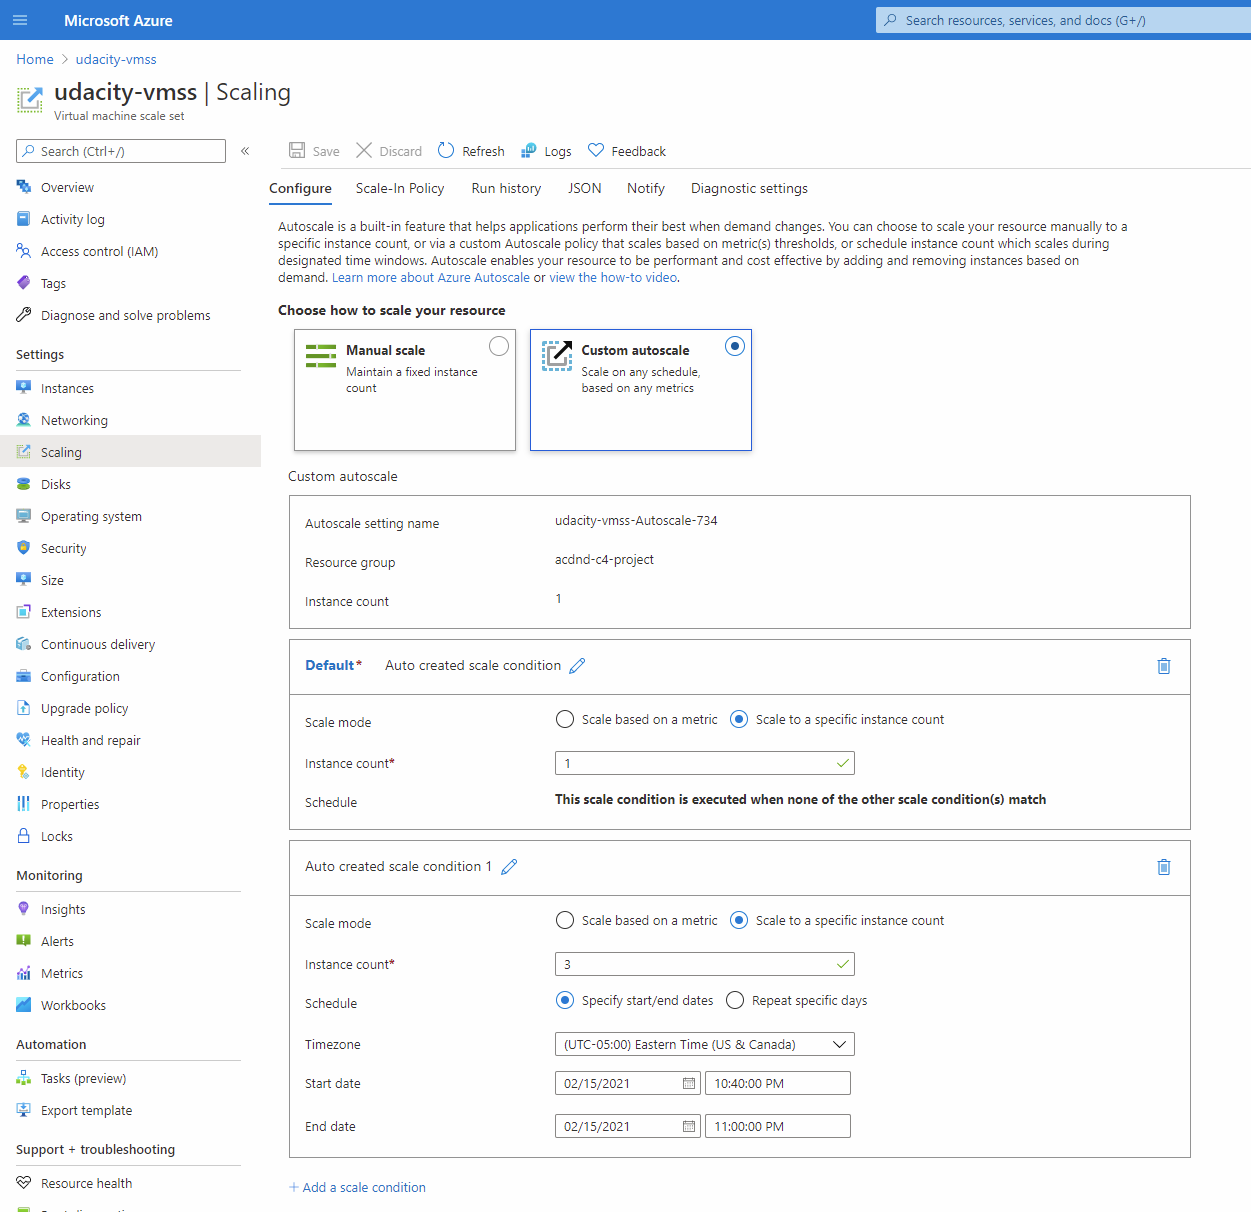 Microsoft Azure
Search resources, services, and docs (G+/)
Home > udacity-vmss
udacity-vmss | Scaling
Virtual machine scale set
Search (Ctrl+/)
«
Overview
Activity log
Access control (IAM)
Tags
Diagnose and solve problems
Settings
Instances
Networking
Scaling
Disks
Operating system
Security
Size
Extensions
Continuous delivery
Configuration
Upgrade policy
Health and repair
Identity
Properties
Locks
Monitoring
Insights
Alerts
Metrics
Workbooks
Automation
Tasks (preview)
Export template
Support + troubleshooting
Resource health
Save Discard Refresh Logs Feedback
Configure Scale-In Policy Run history JSON Notify Diagnostic settings
Autoscale is a built-in feature that helps applications perform their best when demand changes. You can choose to scale your resource manually to a
specific instance count, or via a custom Autoscale policy that scales based on metric(s) thresholds, or schedule instance count which scales during
designated time windows. Autoscale enables your resource to be performant and cost effective by adding and removing instances based on
demand. Learn more about Azure Autoscale or view the how-to video.
Choose how to scale your resource
Manual scale
Maintain a fixed instance
count
Custom autoscale
Scale on any schedule,
based on any metrics
Custom autoscale
Autoscale setting name udacity-vmss-Autoscale-734
Resource group acdnd-c4-project
Instance count 1
Default* Auto created scale condition
Scale mode Scale based on a metric Scale to a specific instance count
Instance count* 1
Schedule This scale condition is executed when none of the other scale condition(s) match
Auto created scale condition 1
Scale mode Scale based on a metric Scale to a specific instance count
Instance count* 3
Schedule Specify start/end dates Repeat specific days
Timezone (UTC-05:00) Eastern Time (US & Canada)
Start date 02/15/2021 10:40:00 PM
End date 02/15/2021 11:00:00 PM
+ Add a scale condition